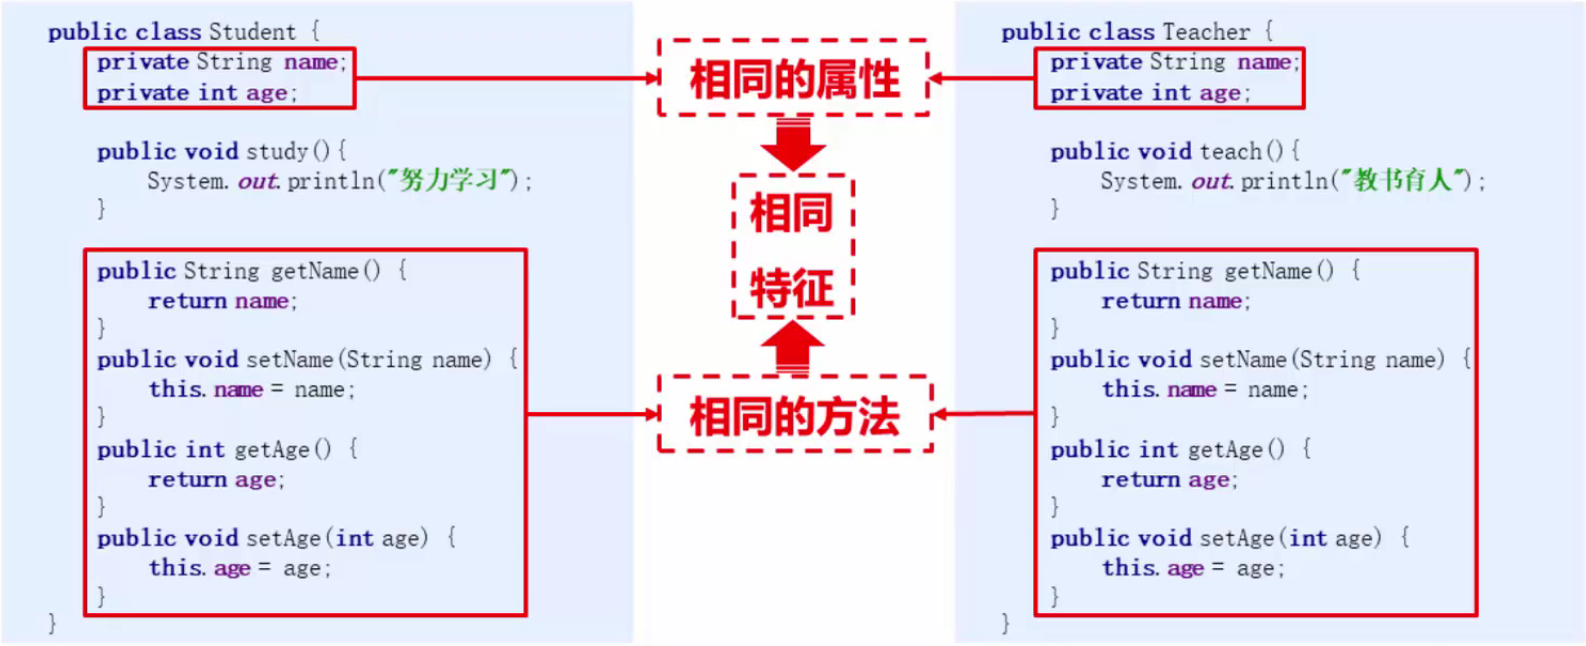 public class Student {
private String name;
private int age;
public void study(){
System.out.println("努力学习");
}
public String getName() {
return name;
}
public void setName(String name) {
this.name = name;
}
public int getAge() {
return age;
}
public void setAge(int age) {
this.age = age;
}
}
相同的属性
相同
特征
相同的方法
public class Teacher {
private String name;
private int age;
public void teach(){
System.out.println("教书育人");
}
public String getName() {
return name;
}
public void setName(String name) {
this.name = name;
}
public int getAge() {
return age;
}
public void setAge(int age) {
this.age = age;
}
}